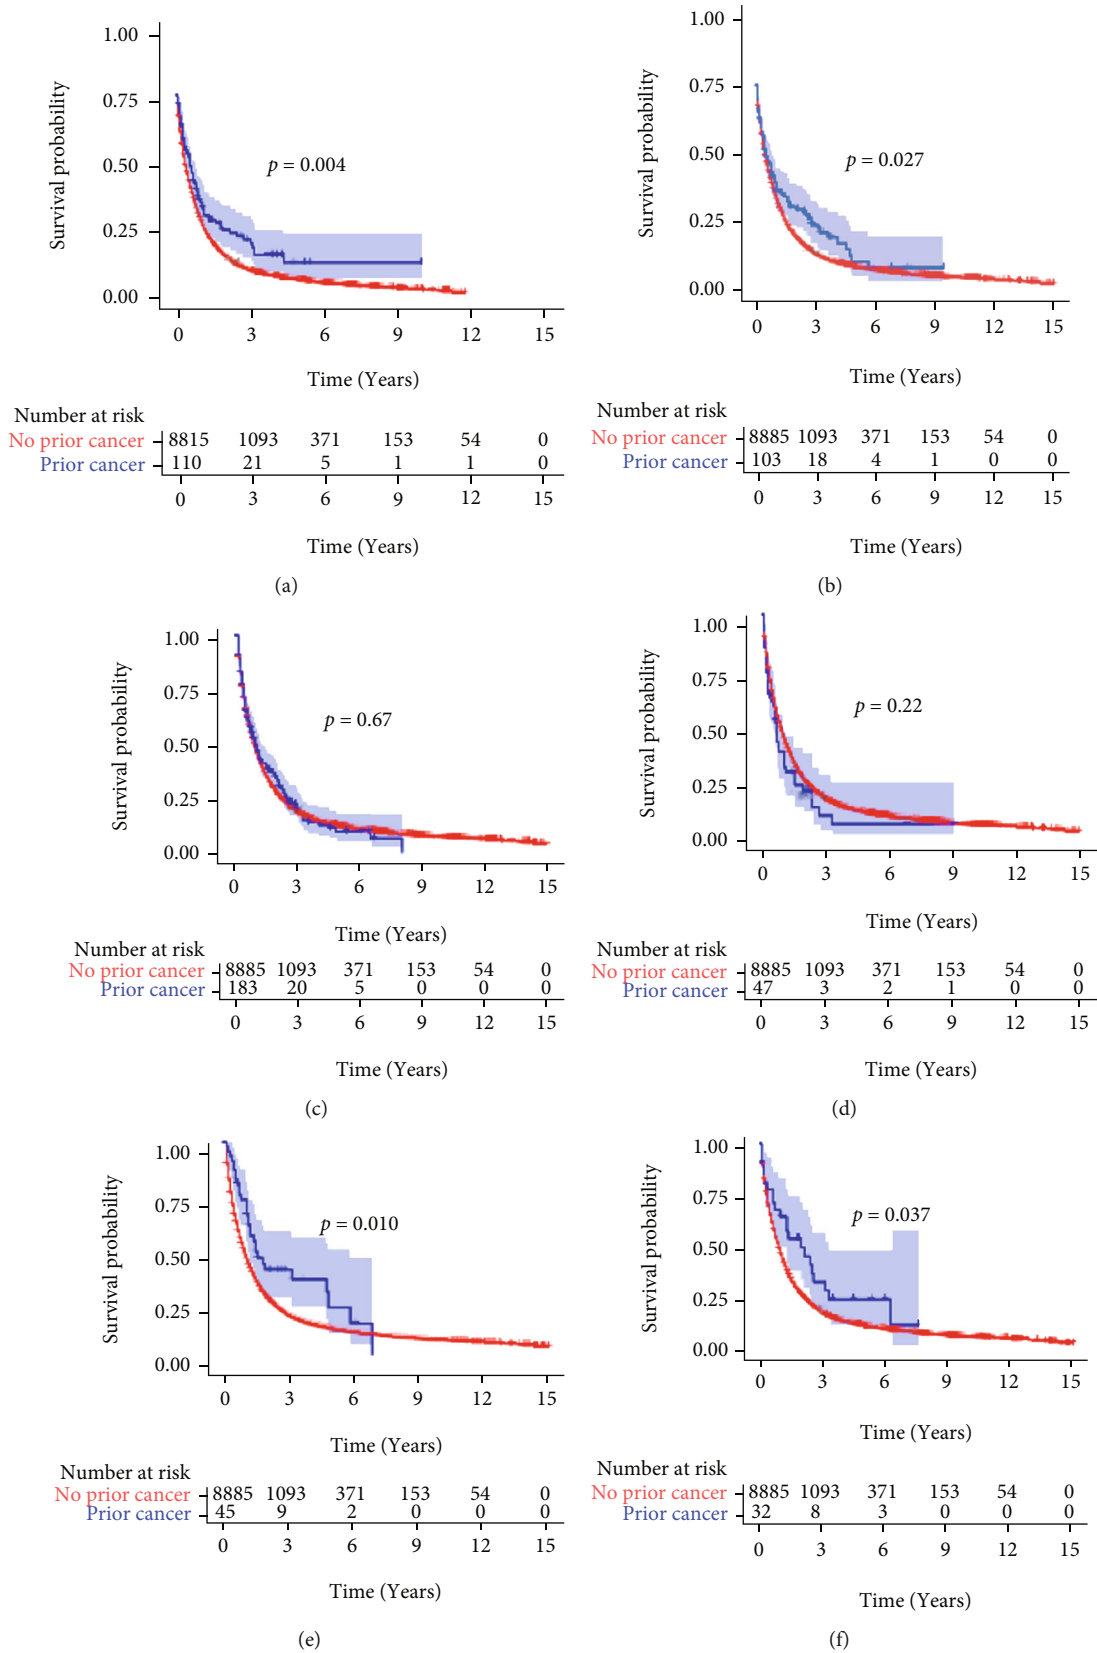 1.00
0.75
0.50
0.25
0.00
Survival probability
p = 0.004
0 3 6 9 12 15
Time (Years)
Number at risk
No prior cancer 8815 1093 371 153 54 0
Prior cancer 110 21 5 1 1 0
0 3 6 9 12 15
Time (Years)
(a)
1.00
0.75
0.50
0.25
0.00
Survival probability
p = 0.027
0 3 6 9 12 15
Time (Years)
Number at risk
No prior cancer 8885 1093 371 153 54 0
Prior cancer 103 18 4 1 0 0
0 3 6 9 12 15
Time (Years)
(b)
1.00
0.75
0.50
0.25
0.00
Survival probability
p = 0.67
0 3 6 9 12 15
Time (Years)
Number at risk
No prior cancer 8885 1093 371 153 54 0
Prior cancer 183 20 5 0 0 0
0 3 6 9 12 15
Time (Years)
(c)
1.00
0.75
0.50
0.25
0.00
Survival probability
p = 0.22
0 3 6 9 12 15
Time (Years)
Number at risk
No prior cancer 8885 1093 371 153 54 0
Prior cancer 47 3 2 1 0 0
0 3 6 9 12 15
Time (Years)
(d)
1.00
0.75
0.50
0.25
0.00
Survival probability
p = 0.010
0 3 6 9 12 15
Time (Years)
Number at risk
No prior cancer 8885 1093 371 153 54 0
Prior cancer 45 9 2 0 0 0
0 3 6 9 12 15
Time (Years)
(e)
1.00
0.75
0.50
0.25
0.00
Survival probability
p = 0.037
0 3 6 9 12 15
Time (Years)
Number at risk
No prior cancer 8885 1093 371 153 54 0
Prior cancer 32 8 3 0 0 0
0 3 6 9 12 15
Time (Years)
(f)